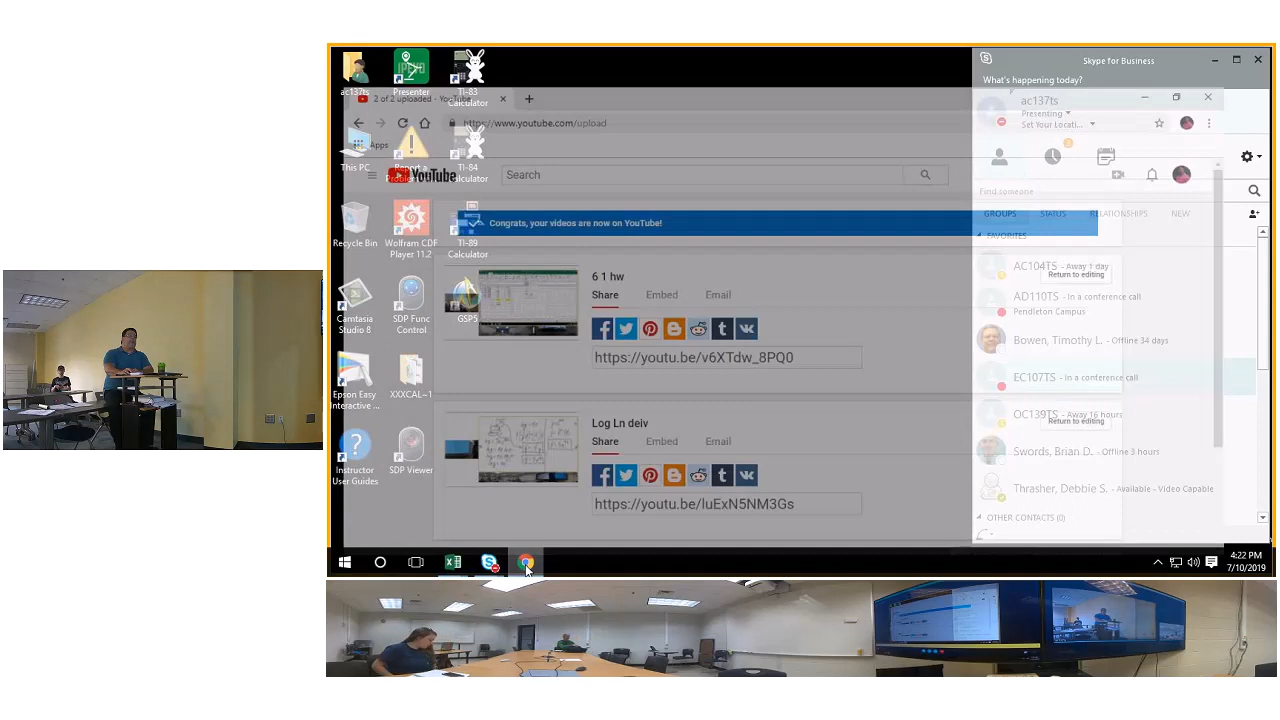 ac137ts
Presenter
TI-83
Calculator
This PC
Report a
Proble
TI-84
alculator
Recycle Bin
Wolfram CDF
Player 11.2
TI-89
Calculator
Camtasia
Studio 8
SDP Func
Control
GSP5
Epson Easy
Interactive ...
XXXCAL~1
Instructor
User Guides
SDP Viewer
2 of 2 uploaded - YouTube
https://www.youtube.com/upload
Apps
YouTube
Search
Congrats, your videos are now on YouTube!
6 1 hw
Share Embed Email
https://youtu.be/v6XTdw_8PQ0
Return to editing
Log Ln deiv
Share Embed Email
https://youtu.be/luExN5NM3Gs
Return to editing
Skype for Business
What's happening today?
ac137ts
Presenting
Set Your Locati...
Find someone
GROUPS STATUS RELATIONSHIPS NEW
FAVORITES
AC104TS - Away 1 day
AD110TS - In a conference call
Pendleton Campus
Bowen, Timothy L. - Offline 34 days
EC107TS - In a conference call
OC139TS - Away 16 hours
Swords, Brian D. - Offline 3 hours
Thrasher, Debbie S. - Available - Video Capable
OTHER CONTACTS (0)
4:22 PM
7/10/2019